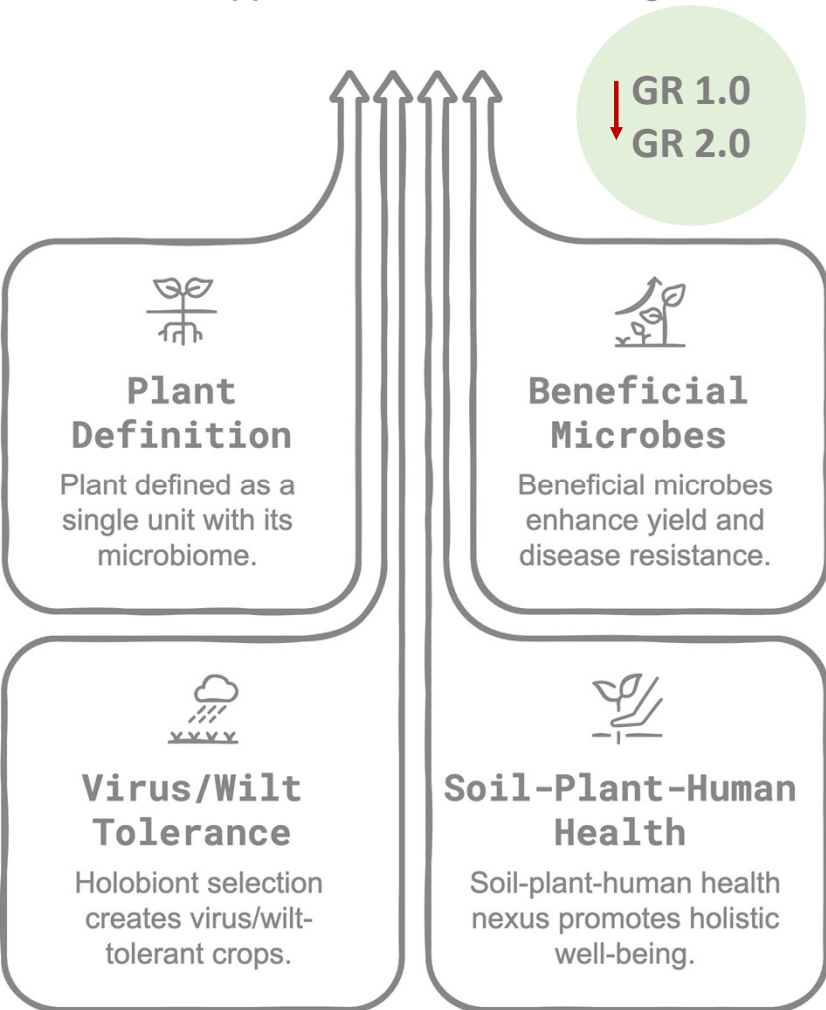 GR 1.0
GR 2.0
Plant
Definition
Plant defined as a
single unit with its
microbiome.
Beneficial
Microbes
Beneficial microbes
enhance yield and
disease resistance.
Virus/Wilt
Tolerance
Holobiont selection
creates virus/wilt-
tolerant crops.
Soil-Plant-Human
Health
Soil-plant-human health
nexus promotes holistic
well-being.